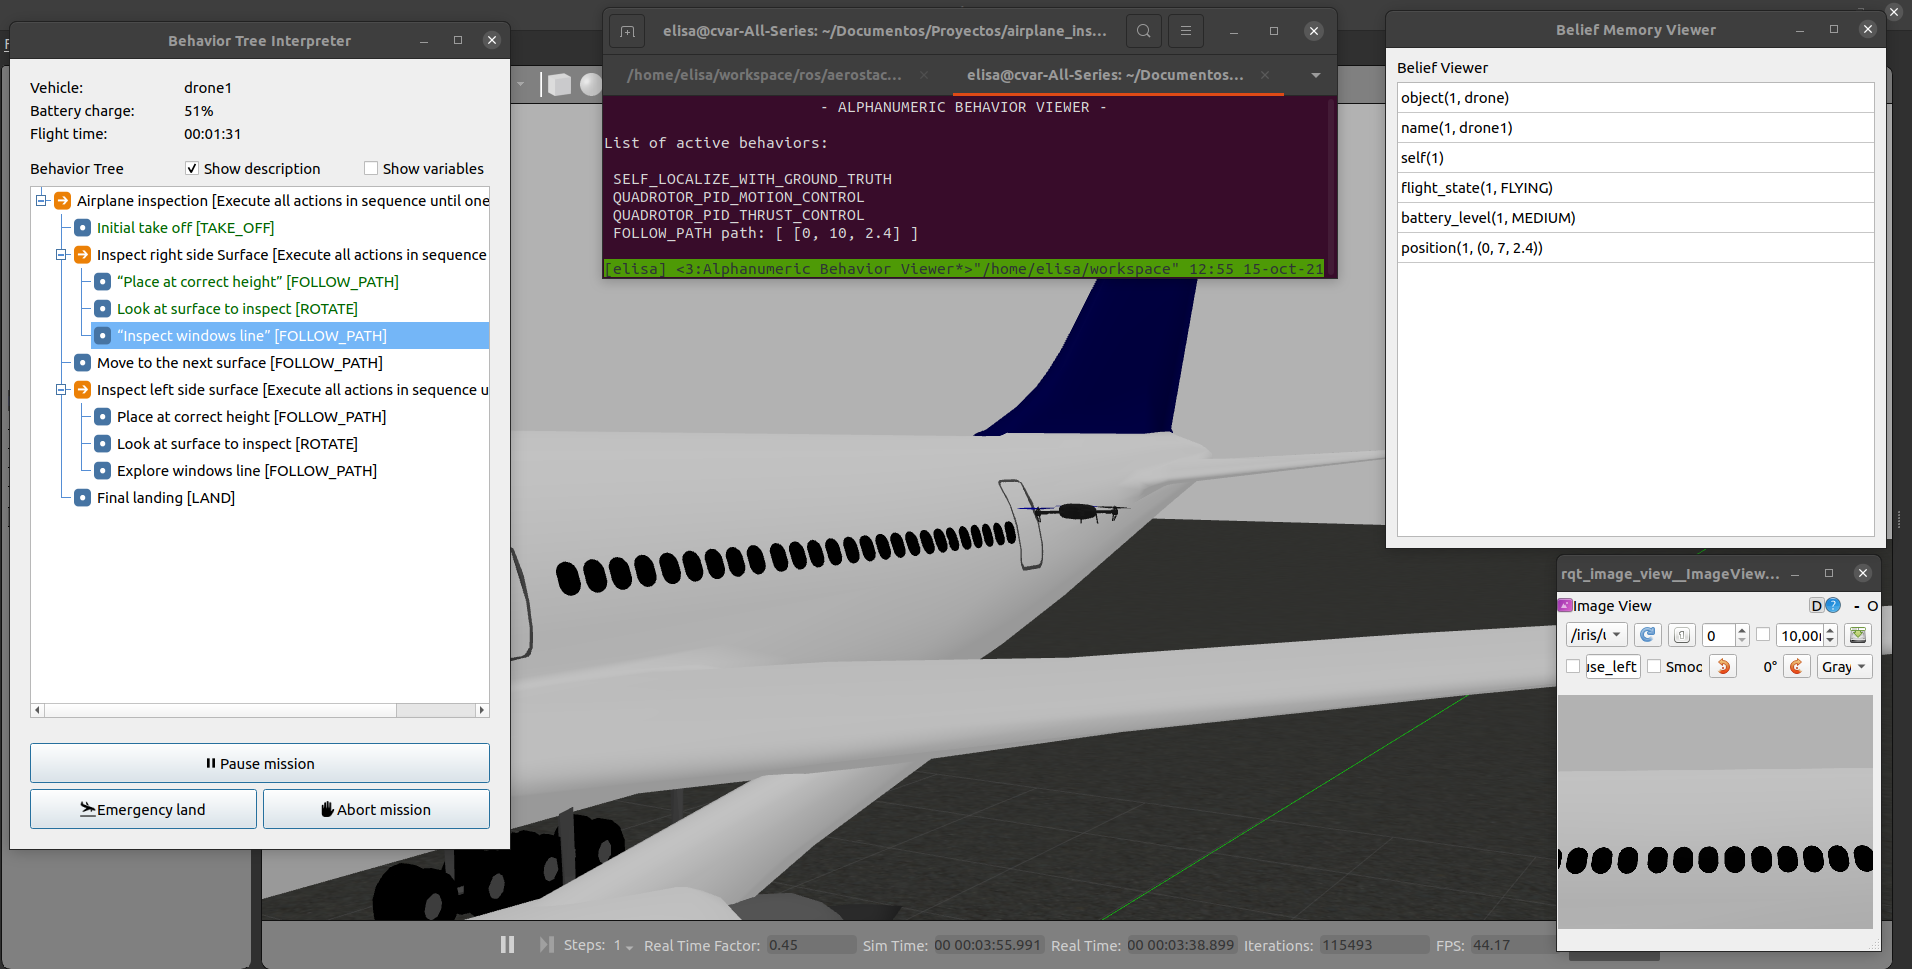 Behavior Tree Interpreter
Vehicle: drone1
Battery charge: 51%
Flight time: 00:01:31
Behavior Tree Show description Show variables
Airplane inspection [Execute all actions in sequence until one
Initial take off [TAKE_OFF]
Inspect right side Surface [Execute all actions in sequence
“Place at correct height” [FOLLOW_PATH]
Look at surface to inspect [ROTATE]
“Inspect windows line” [FOLLOW_PATH]
Move to the next surface [FOLLOW_PATH]
Inspect left side surface [Execute all actions in sequence u
Place at correct height [FOLLOW_PATH]
Look at surface to inspect [ROTATE]
Explore windows line [FOLLOW_PATH]
Final landing [LAND]
Pause mission
Emergency land
Abort mission
elisa@cvar-All-Series: ~/Documentos/Proyectos/airplane_ins...
/home/elisa/workspace/ros/aerostac...
elisa@cvar-All-Series: ~/Documentos...
- ALPHANUMERIC BEHAVIOR VIEWER -
List of active behaviors:
SELF_LOCALIZE_WITH_GROUND_TRUTH
QUADROTOR_PID_MOTION_CONTROL
QUADROTOR_PID_THRUST_CONTROL
FOLLOW_PATH path: [ [0, 10, 2.4] ]
[elisa] <3:Alphanumeric Behavior Viewer*>"/home/elisa/workspace" 12:55 15-oct-21
Belief Memory Viewer
Belief Viewer
object(1, drone)
name(1, drone1)
self(1)
flight_state(1, FLYING)
battery_level(1, MEDIUM)
position(1, (0, 7, 2.4))
rqt_image_view__ImageView...
Image View D ? - O
/iris/ 0 10,00
se_left Smoc 0° Gray
Steps: 1 Real Time Factor: 0.45 Sim Time: 00 00:03:55.991 Real Time: 00 00:03:38.899 Iterations: 115493 FPS: 44.17